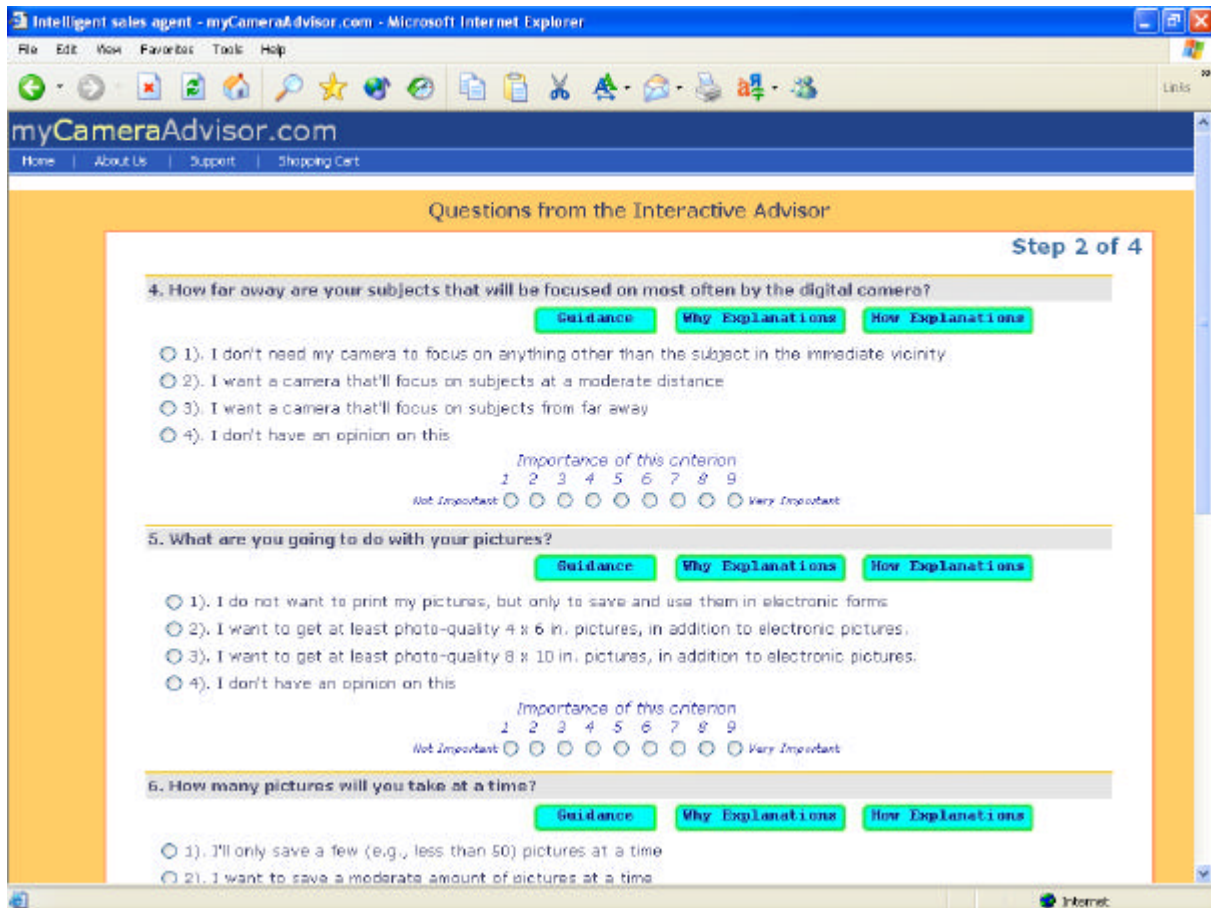 Intelligent sales agent - myCameraAdvisor.com - Microsoft Internet Explorer
File Edit View Favorites Tools Help
Links
myCameraAdvisor.com
Home | About Us | Support | Shopping Cart
Questions from the Interactive Advisor
Step 2 of 4
4. How far away are your subjects that will be focused on most often by the digital camera?
Guidance Why Explanations How Explanations
1). I don't need my camera to focus on anything other than the subject in the immediate vicinity
2). I want a camera that'll focus on subjects at a moderate distance
3). I want a camera that'll focus on subjects from far away
4). I don't have an opinion on this
Importance of this criterion
1 2 3 4 5 6 7 8 9
Not Important Very Important
5. What are you going to do with your pictures?
Guidance Why Explanations How Explanations
1). I do not want to print my pictures, but only to save and use them in electronic forms
2). I want to get at least photo-quality 4 x 6 in. pictures, in addition to electronic pictures.
3). I want to get at least photo-quality 8 x 10 in. pictures, in addition to electronic pictures.
4). I don't have an opinion on this
Importance of this criterion
1 2 3 4 5 6 7 8 9
Not Important Very Important
6. How many pictures will you take at a time?
Guidance Why Explanations How Explanations
1). I'll only save a few (e.g., less than 50) pictures at a time
2). I want to save a moderate amount of pictures at a time
Internet